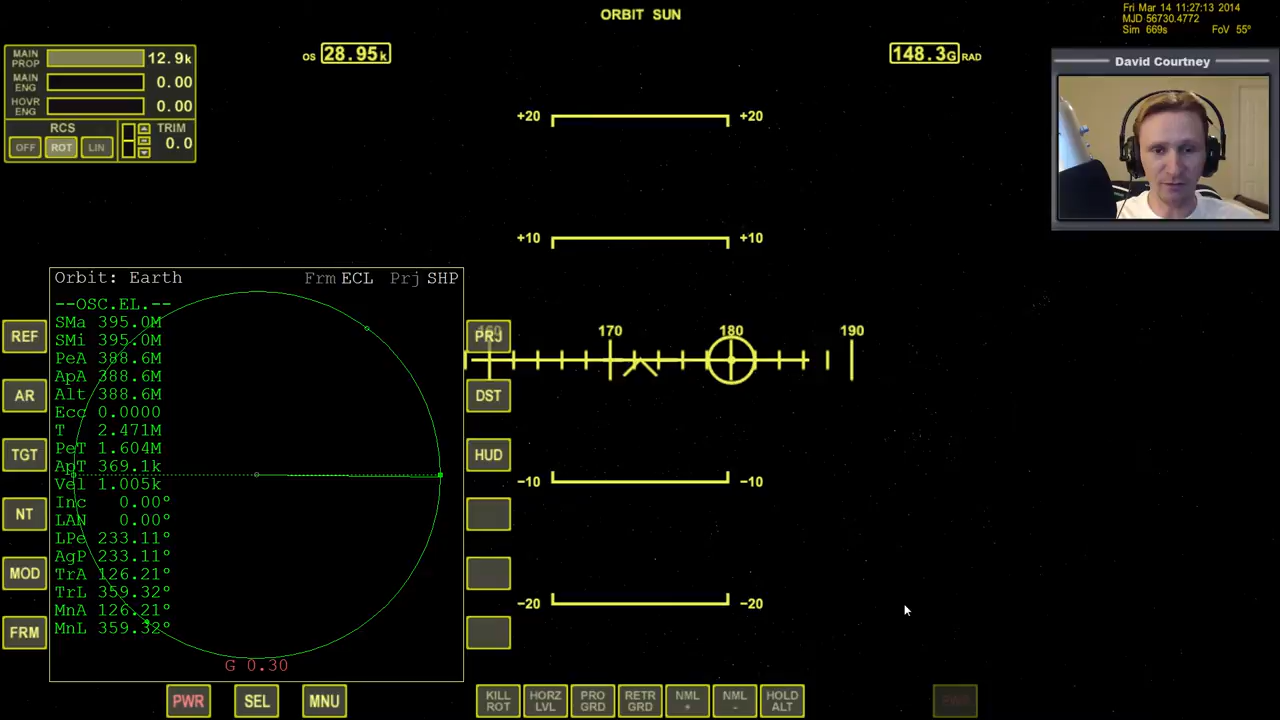 ORBIT SUN
Fri Mar 14 11:27:13 2014
MJD 56730.4772
Sim 669s FoV 55°
MAIN PROP 12.9k
MAIN ENG 0.00
HOVR ENG 0.00
RCS TRIM
OFF ROT LIN 0.0
OS 28.95k
148.3G RAD
David Courtney
+20 +20
+10 +10
160 170 180 190
-10 -10
-20 -20
Orbit: Earth Frm ECL Prj SHP
--OSC.EL.--
SMa 395.0M
SMi 395.0M
PeA 388.6M
ApA 388.6M
Alt 388.6M
Ecc 0.0000
T 2.471M
PeT 1.604M
ApT 369.1k
Vel 1.005k
Inc 0.00°
LAN 0.00°
LPe 233.11°
AgP 233.11°
TrA 126.21°
TrL 359.32°
MnA 126.21°
MnL 359.32°
G 0.30
REF
AR
TGT
NT
MOD
FRM
PRJ
DST
HUD
PWR SEL MNU
KILL ROT
HORZ LVL
PRO GRD
RETR GRD
NML +
NML -
HOLD ALT
PWR